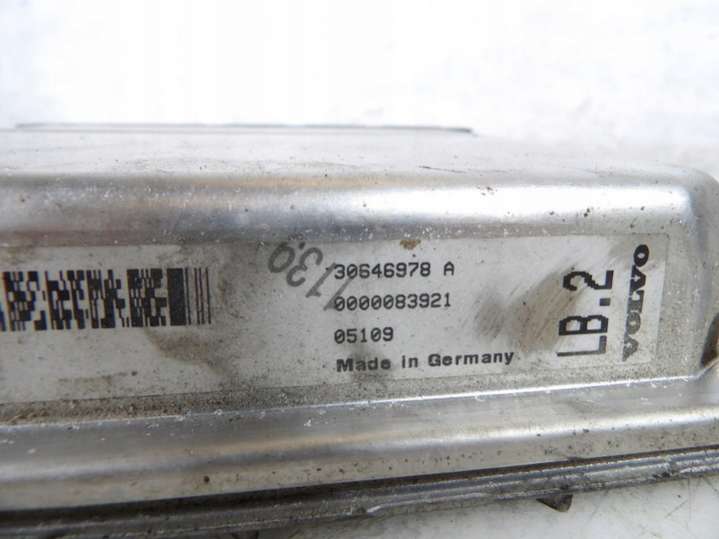 30646978 A
0000083921
05109
Made in Germany
LB.2
VOLVO